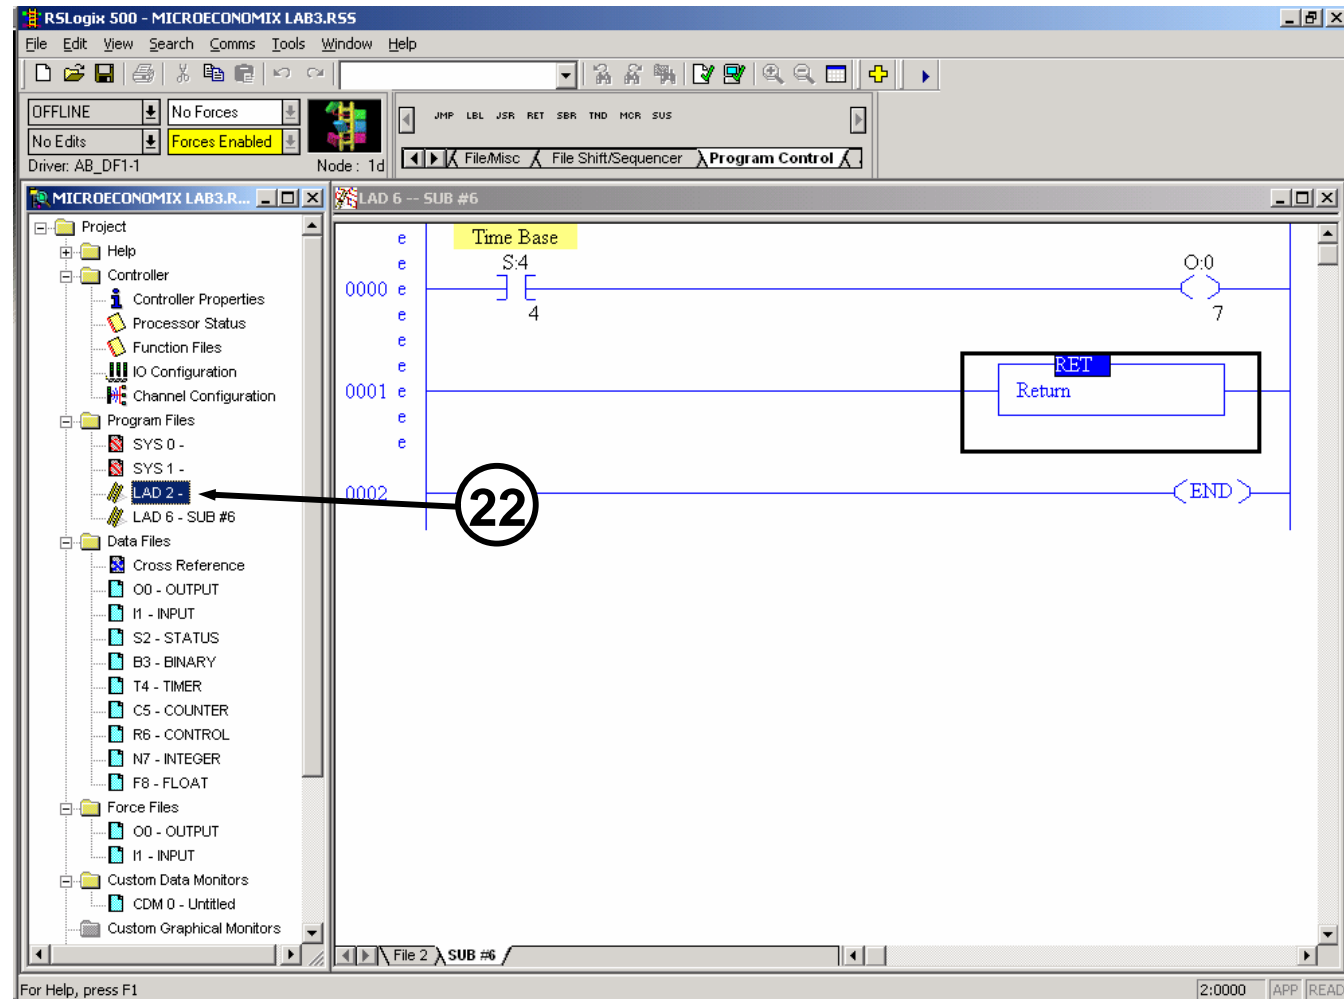 RSLogix 500 - MICROECONOMIX LAB3.RSS
File Edit View Search Comms Tools Window Help
OFFLINE
No Forces
No Edits
Forces Enabled
Driver: AB_DF1-1
Node : 1d
JMP LBL JSR RET SBR TND MCR SUS
File/Misc File Shift/Sequencer Program Control
MICROECONOMIX LAB3.R...
Project
Help
Controller
Controller Properties
Processor Status
Function Files
IO Configuration
Channel Configuration
Program Files
SYS 0 -
SYS 1 -
LAD 2 -
LAD 6 - SUB #6
Data Files
Cross Reference
O0 - OUTPUT
I1 - INPUT
S2 - STATUS
B3 - BINARY
T4 - TIMER
C5 - COUNTER
R6 - CONTROL
N7 - INTEGER
F8 - FLOAT
Force Files
O0 - OUTPUT
I1 - INPUT
Custom Data Monitors
CDM 0 - Untitled
Custom Graphical Monitors
LAD 6 -- SUB #6
e
Time Base
e
S:4
O:0
0000 e
e
4
7
e
e
RET
0001 e
Return
e
e
0002
END
22
File 2 SUB #6
For Help, press F1
2:0000 APP READ